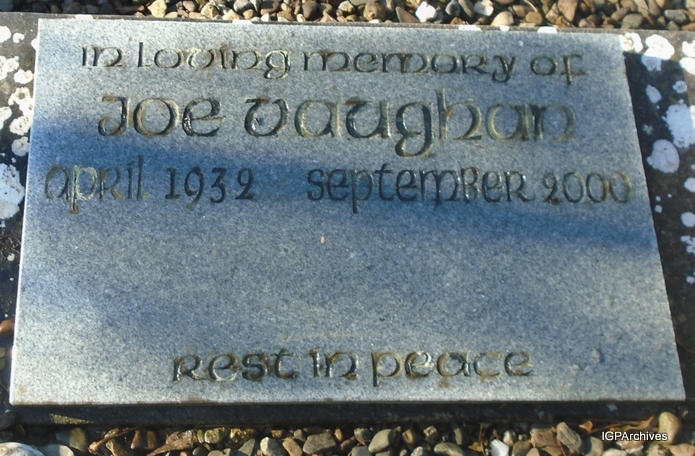 in loving memory of
Joe Vaughan
april 1932 september 2000
Rest in peace
IGPArchives